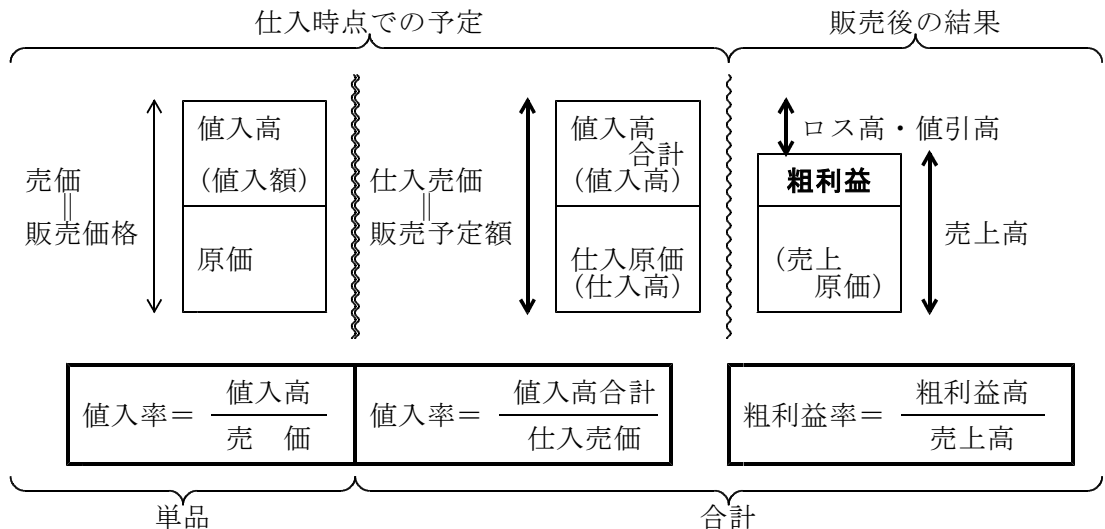 仕入時点での予定
販売後の結果
売価
||
販売価格
値入高
(値入額)
原価
仕入売価
||
販売予定額
値入高
合計
(値入高)
仕入原価
(仕入高)
ロス高・値引高
粗利益
(売上
原価)
売上高
値入率＝ 値入高
売　価
値入率＝ 値入高合計
仕入売価
粗利益率＝ 粗利益高
売上高
単品
合計